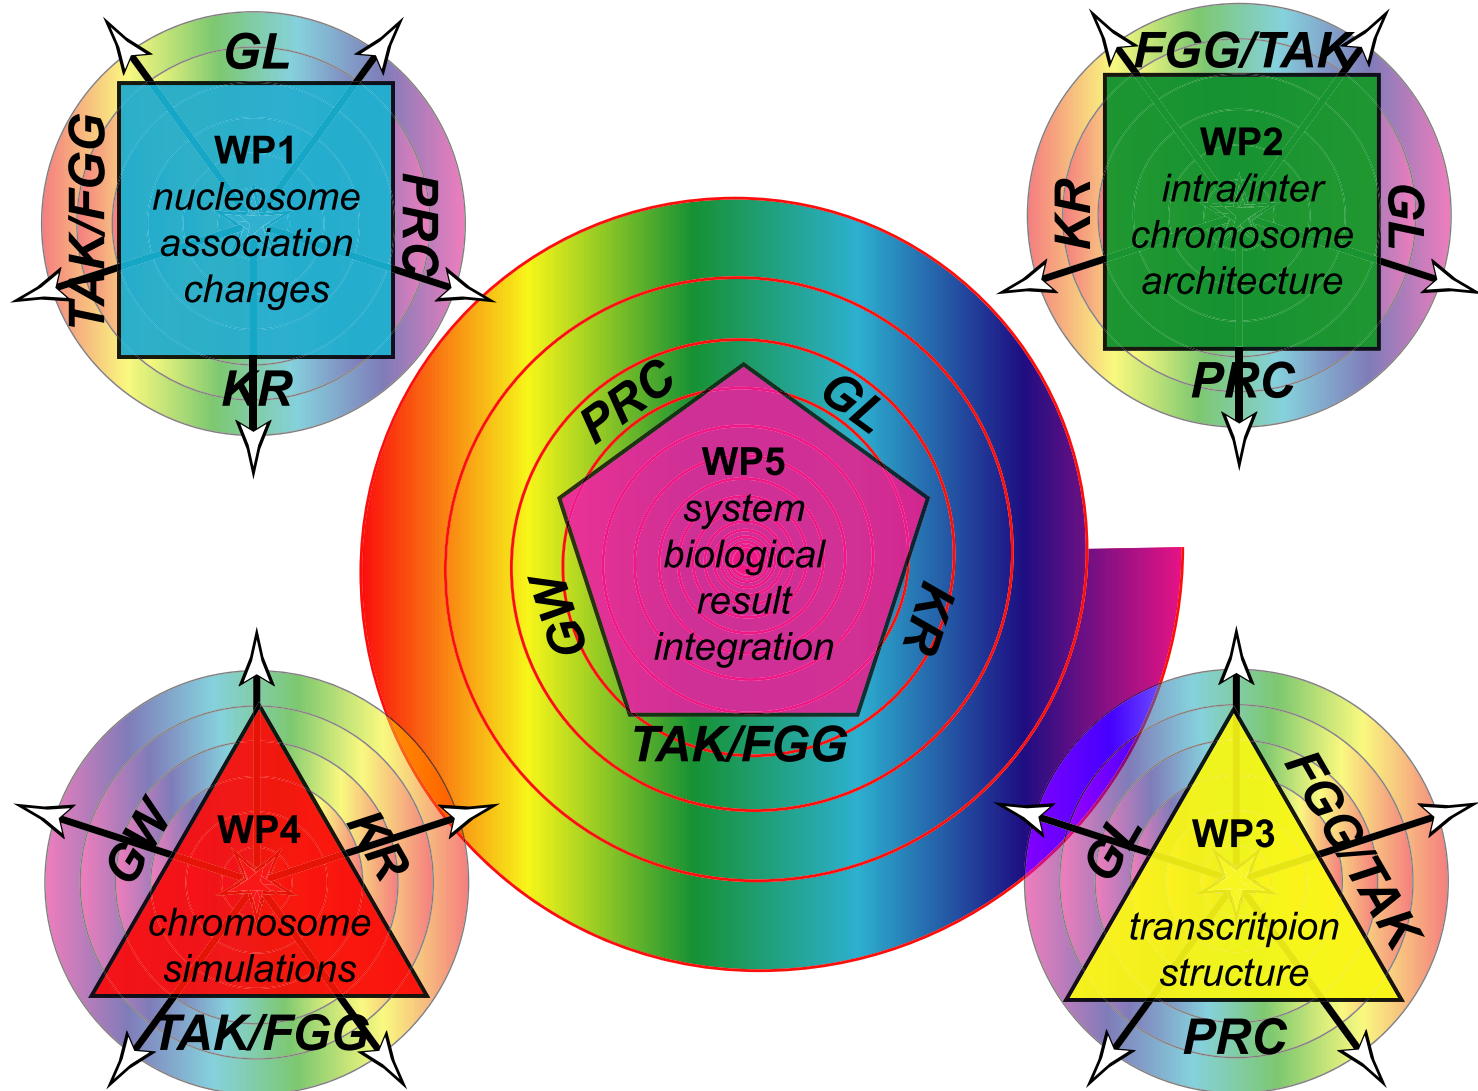 GL
TAK/FGG
WP1
nucleosome
association
changes
PRC
KR
FGG/TAK
KR
WP2
intra/inter
chromosome
architecture
GL
PRC
PRC
GL
WP5
system
biological
result
integration
GW
KR
TAK/FGG
GW
KR
WP4
chromosome
simulations
TAK/FGG
GL
FGG/TAK
WP3
transcritpion
structure
PRC